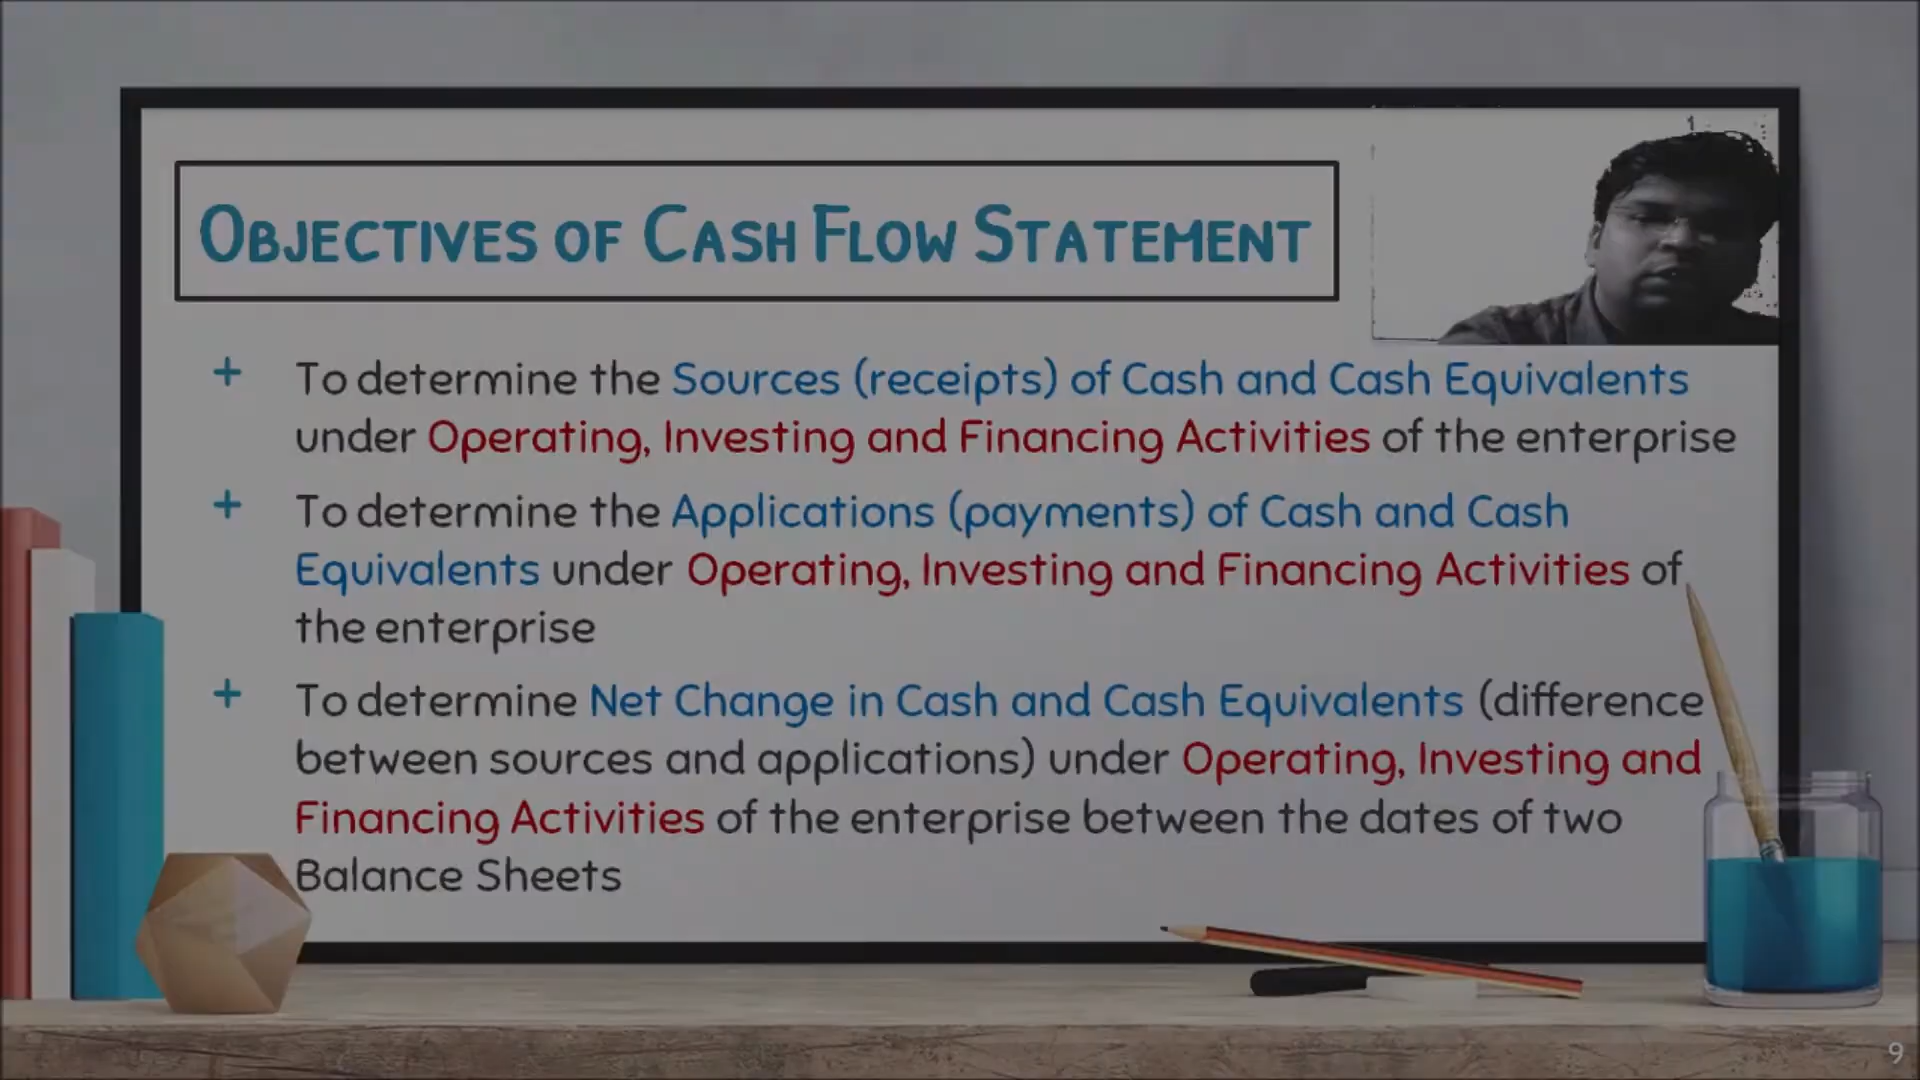 OBJECTIVES OF CASH FLOW STATEMENT
+ To determine the Sources (receipts) of Cash and Cash Equivalents
under Operating, Investing and Financing Activities of the enterprise
+ To determine the Applications (payments) of Cash and Cash
Equivalents under Operating, Investing and Financing Activities of
the enterprise
+ To determine Net Change in Cash and Cash Equivalents (difference
between sources and applications) under Operating, Investing and
Financing Activities of the enterprise between the dates of two
Balance Sheets
9